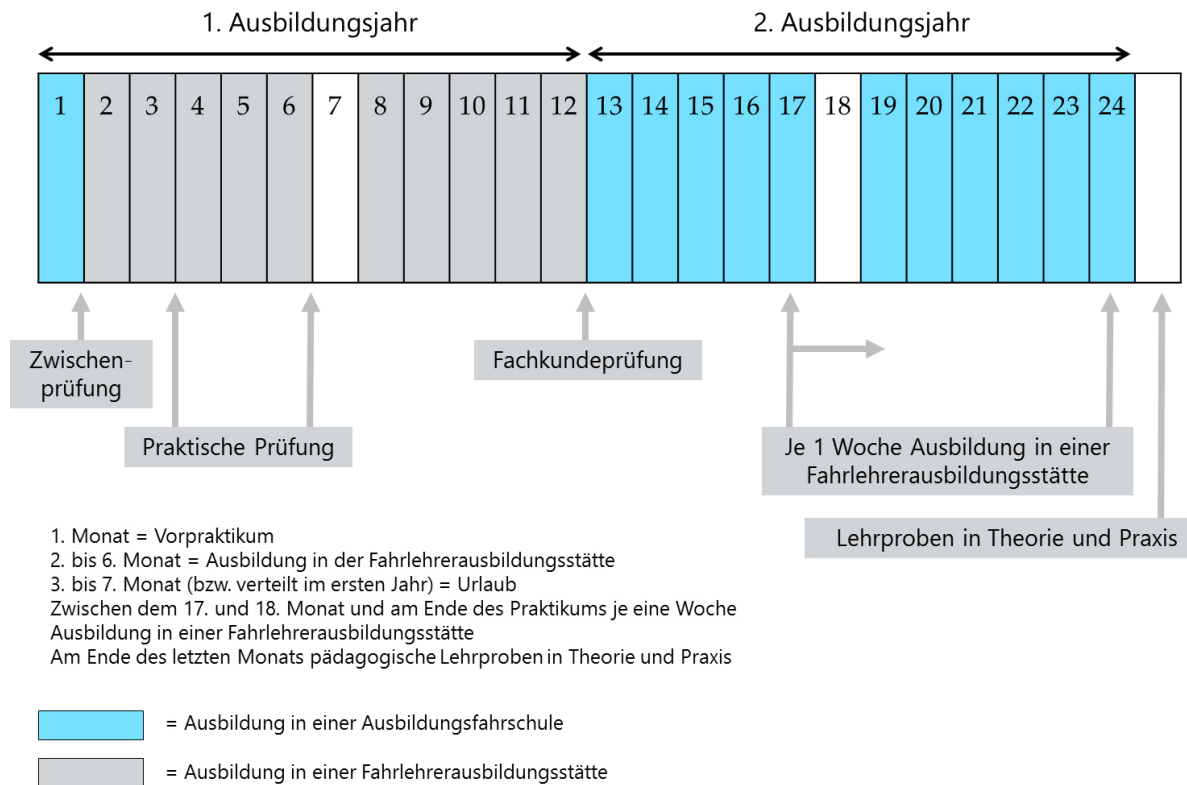 1. Ausbildungsjahr
2. Ausbildungsjahr
1 2 3 4 5 6 7 8 9 10 11 12 13 14 15 16 17 18 19 20 21 22 23 24
Zwischen-
prüfung
Fachkundeprüfung
Praktische Prüfung
Je 1 Woche Ausbildung in einer
Fahrlehrerausbildungsstätte
Lehrproben in Theorie und Praxis
1. Monat = Vorpraktikum
2. bis 6. Monat = Ausbildung in der Fahrlehrerausbildungsstätte
3. bis 7. Monat (bzw. verteilt im ersten Jahr) = Urlaub
Zwischen dem 17. und 18. Monat und am Ende des Praktikums je eine Woche
Ausbildung in einer Fahrlehrerausbildungsstätte
Am Ende des letzten Monats pädagogische Lehrproben in Theorie und Praxis
= Ausbildung in einer Ausbildungsfahrschule
= Ausbildung in einer Fahrlehrerausbildungsstätte